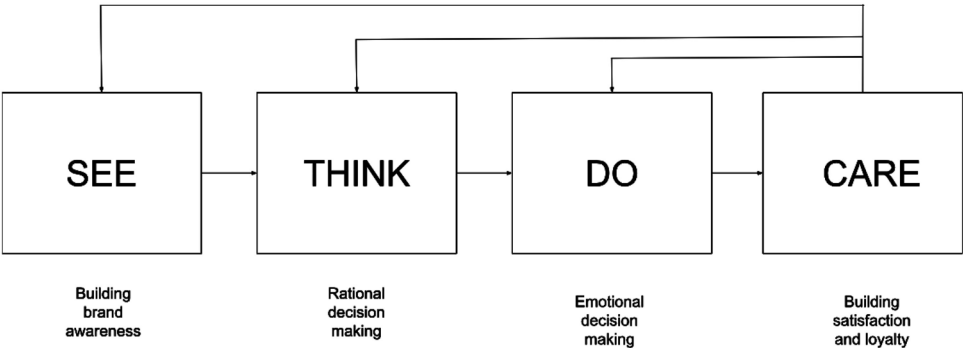 SEE
THINK
DO
CARE
Building
brand
awareness
Rational
decision
making
Emotional
decision
making
Building
satisfaction
and loyalty